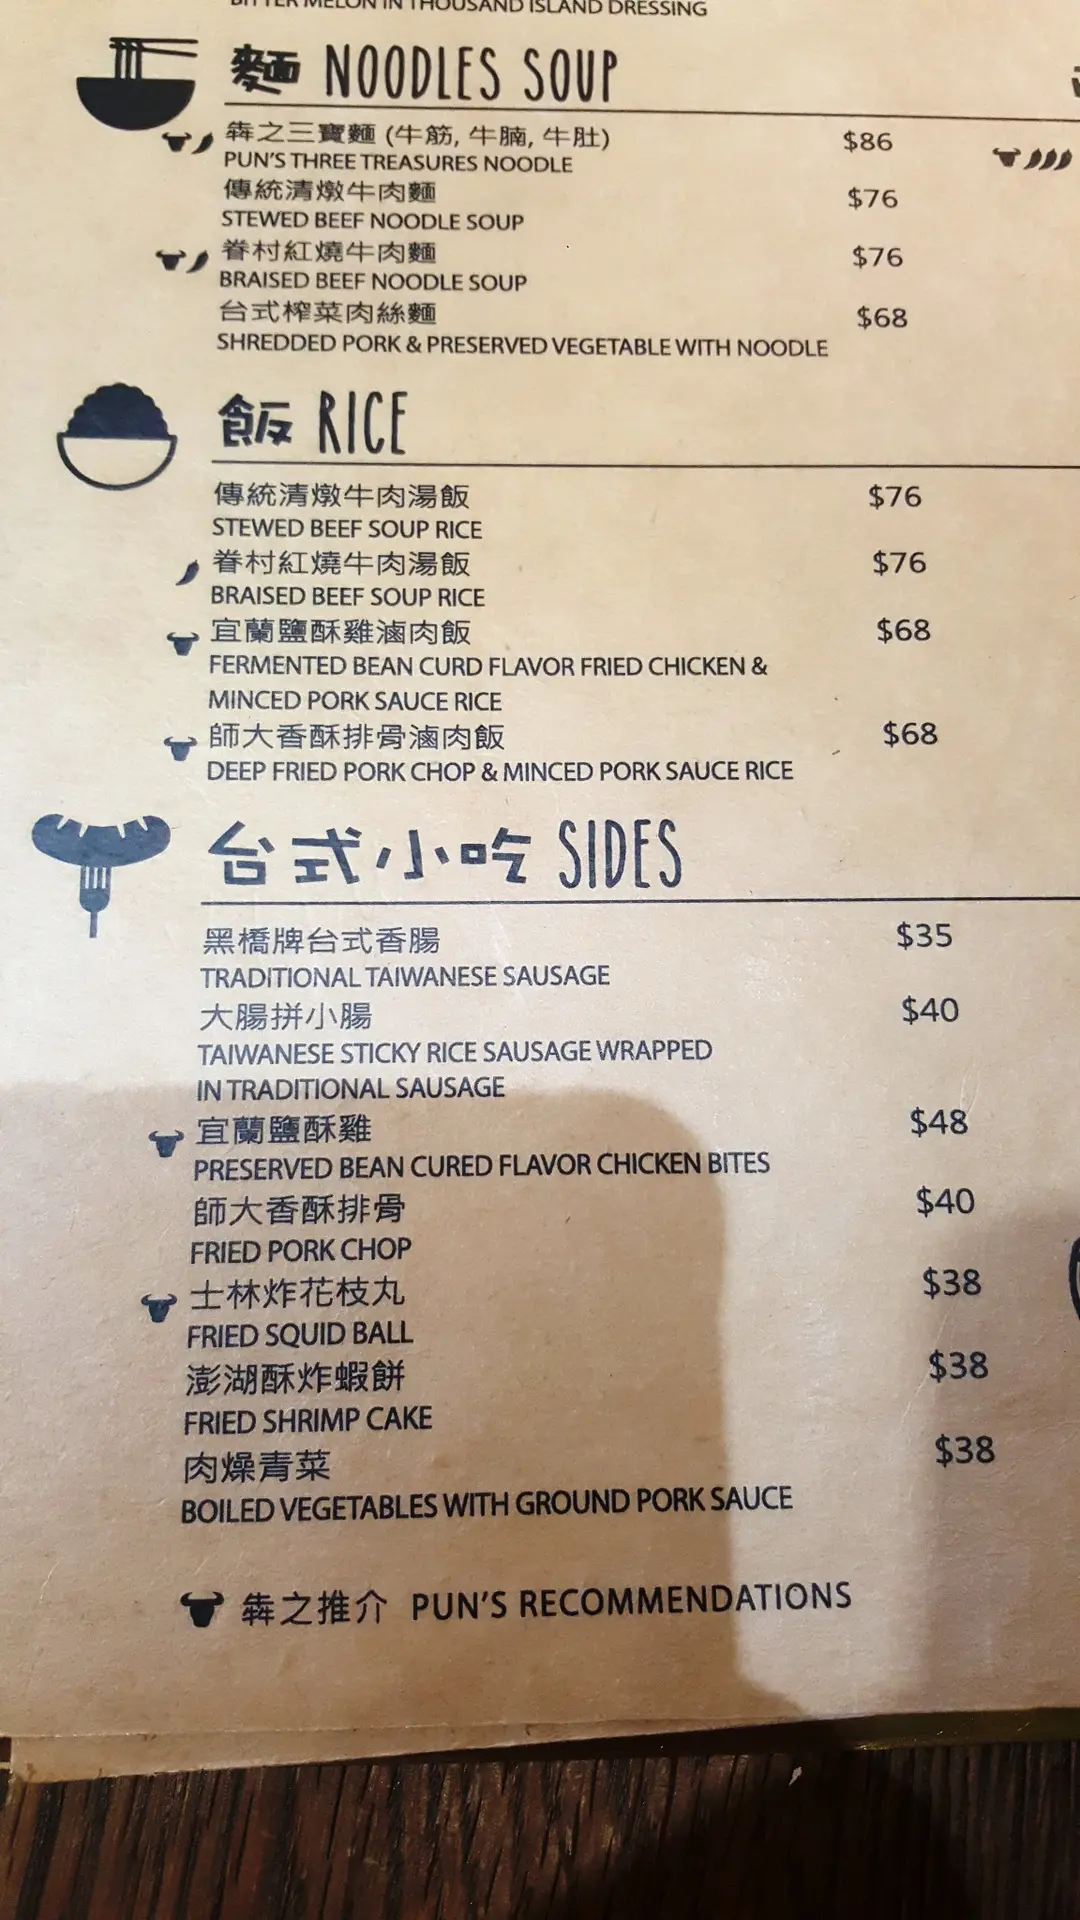 BITTER MELON IN THOUSAND ISLAND DRESSING
麵 NOODLES SOUP
犇之三寶麵 (牛筋, 牛腩, 牛肚) $86
PUN'S THREE TREASURES NOODLE
傳統清燉牛肉麵 $76
STEWED BEEF NOODLE SOUP
眷村紅燒牛肉麵 $76
BRAISED BEEF NOODLE SOUP
台式榨菜肉絲麵 $68
SHREDDED PORK & PRESERVED VEGETABLE WITH NOODLE
飯 RICE
傳統清燉牛肉湯飯 $76
STEWED BEEF SOUP RICE
眷村紅燒牛肉湯飯 $76
BRAISED BEEF SOUP RICE
宜蘭鹽酥雞滷肉飯 $68
FERMENTED BEAN CURD FLAVOR FRIED CHICKEN &
MINCED PORK SAUCE RICE
師大香酥排骨滷肉飯 $68
DEEP FRIED PORK CHOP & MINCED PORK SAUCE RICE
台式小吃 SIDES
黑橋牌台式香腸 $35
TRADITIONAL TAIWANESE SAUSAGE
大腸拼小腸 $40
TAIWANESE STICKY RICE SAUSAGE WRAPPED
IN TRADITIONAL SAUSAGE
宜蘭鹽酥雞 $48
PRESERVED BEAN CURED FLAVOR CHICKEN BITES
師大香酥排骨 $40
FRIED PORK CHOP
士林炸花枝丸 $38
FRIED SQUID BALL
澎湖酥炸蝦餅 $38
FRIED SHRIMP CAKE
肉燥青菜 $38
BOILED VEGETABLES WITH GROUND PORK SAUCE
犇之推介 PUN'S RECOMMENDATIONS